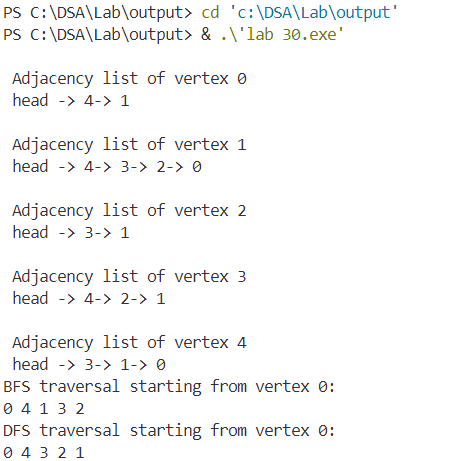 PS C:\DSA\Lab\output> cd 'c:\DSA\Lab\output'
PS C:\DSA\Lab\output> & .\'lab 30.exe'
Adjacency list of vertex 0
head -> 4-> 1
Adjacency list of vertex 1
head -> 4-> 3-> 2-> 0
Adjacency list of vertex 2
head -> 3-> 1
Adjacency list of vertex 3
head -> 4-> 2-> 1
Adjacency list of vertex 4
head -> 3-> 1-> 0
BFS traversal starting from vertex 0:
0 4 1 3 2
DFS traversal starting from vertex 0:
0 4 3 2 1